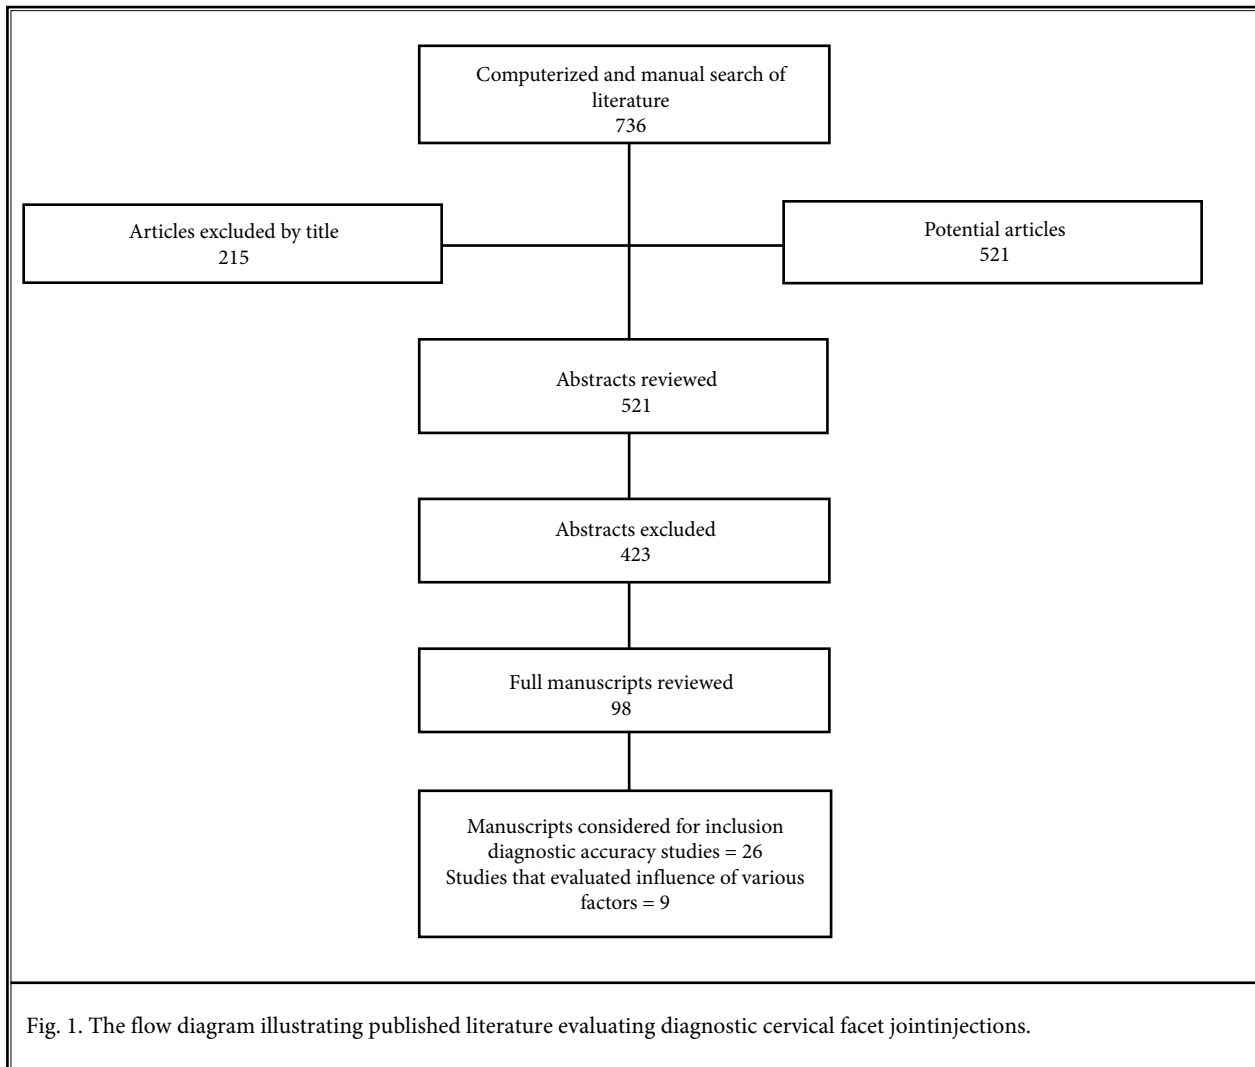 Computerized and manual search of
literature
736
Articles excluded by title
215
Potential articles
521
Abstracts reviewed
521
Abstracts excluded
423
Full manuscripts reviewed
98
Manuscripts considered for inclusion
diagnostic accuracy studies = 26
Studies that evaluated influence of various
factors = 9
Fig. 1. The flow diagram illustrating published literature evaluating diagnostic cervical facet jointinjections.